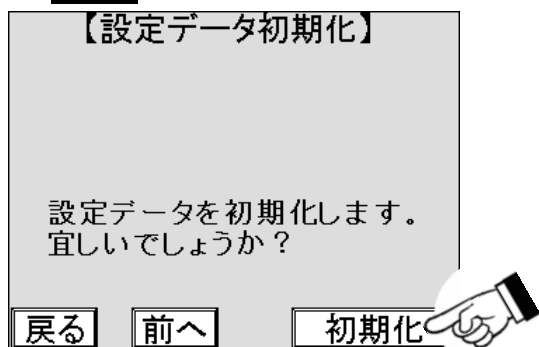 【設定データ初期化】
設定データを初期化します。
宜しいでしょうか？
戻る 前へ 初期化